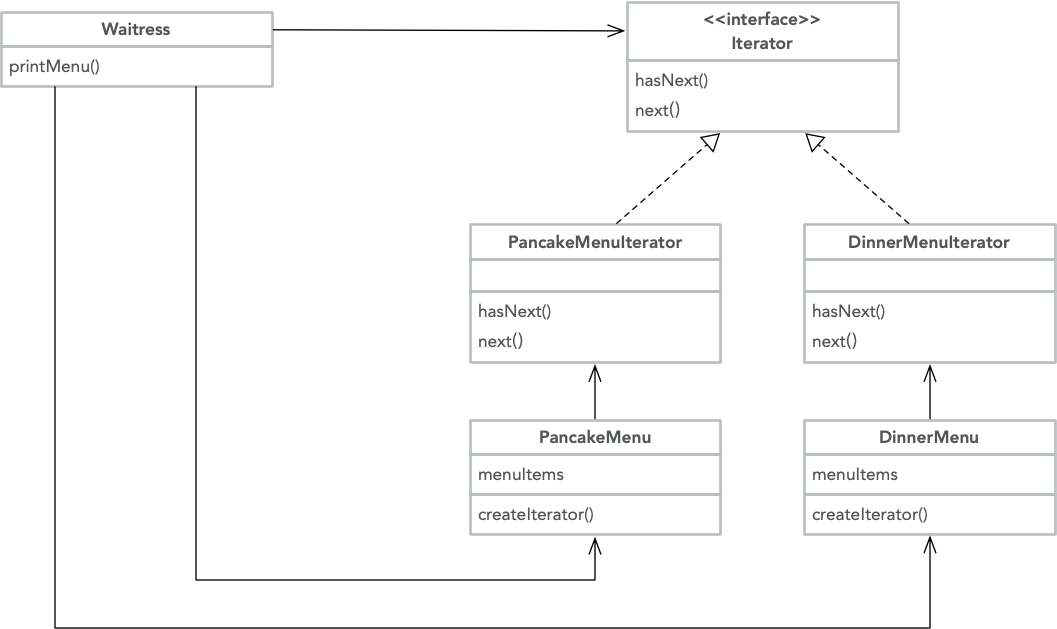 Waitress
printMenu()
<<interface>>
Iterator
hasNext()
next()
PancakeMenuIterator
hasNext()
next()
DinnerMenuIterator
hasNext()
next()
PancakeMenu
menuItems
createIterator()
DinnerMenu
menuItems
createIterator()